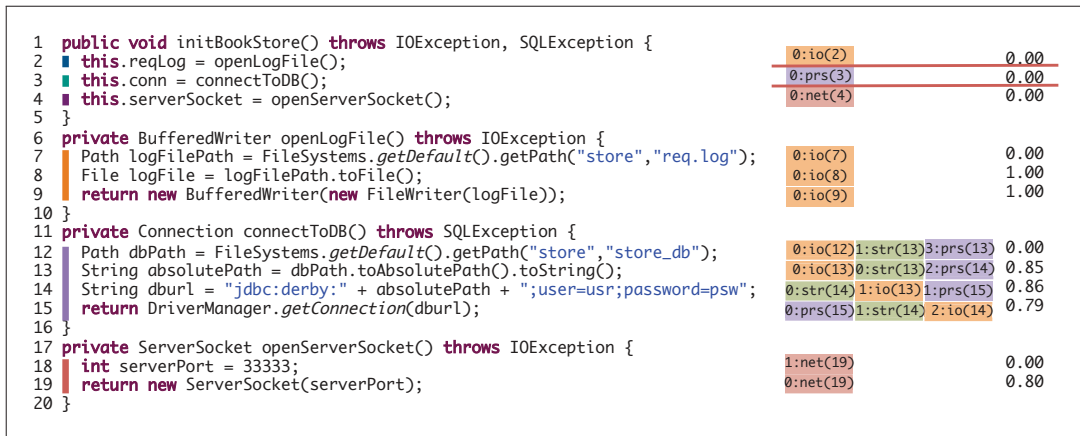 1 public void initBookStore() throws IOException, SQLException {
2 this.reqLog = openLogFile(); 0:io(2) 0.00
3 this.conn = connectToDB(); 0:prs(3) 0.00
4 this.serverSocket = openServerSocket(); 0:net(4) 0.00
5 }
6 private BufferedWriter openLogFile() throws IOException {
7 Path logFilePath = FileSystems.getDefault().getPath("store","req.log"); 0:io(7) 0.00
8 File logFile = logFilePath.toFile(); 0:io(8) 1.00
9 return new BufferedWriter(new FileWriter(logFile)); 0:io(9) 1.00
10 }
11 private Connection connectToDB() throws SQLException {
12 Path dbPath = FileSystems.getDefault().getPath("store","store_db"); 0:io(12) 1:str(13) 3:prs(13) 0.00
13 String absolutePath = dbPath.toAbsolutePath().toString(); 0:io(13) 0:str(13) 2:prs(14) 0.85
14 String dburl = "jdbc:derby:" + absolutePath + ";user=usr;password=psw"; 0:str(14) 1:io(13) 1:prs(15) 0.86
15 return DriverManager.getConnection(dburl); 0:prs(15) 1:str(14) 2:io(14) 0.79
16 }
17 private ServerSocket openServerSocket() throws IOException {
18 int serverPort = 33333; 1:net(19) 0.00
19 return new ServerSocket(serverPort); 0:net(19) 0.80
20 }